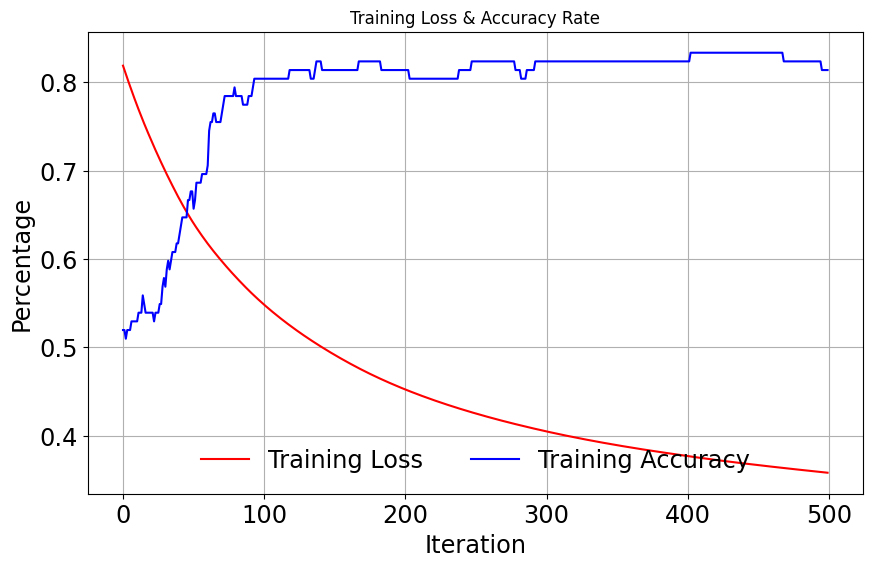 Training Loss & Accuracy Rate
Percentage
0.8
0.7
0.6
0.5
0.4
Training Loss
Training Accuracy
0 100 200 300 400 500
Iteration